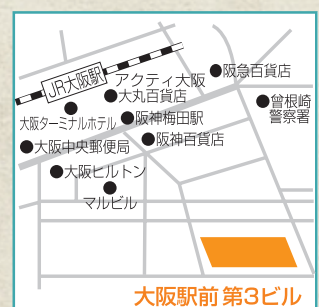 JR大阪駅
アクティ大阪
大丸百貨店
阪急百貨店
曾根崎
警察署
大阪ターミナルホテル
阪神梅田駅
阪神百貨店
大阪中央郵便局
大阪ヒルトン
マルビル
大阪駅前 第3ビル